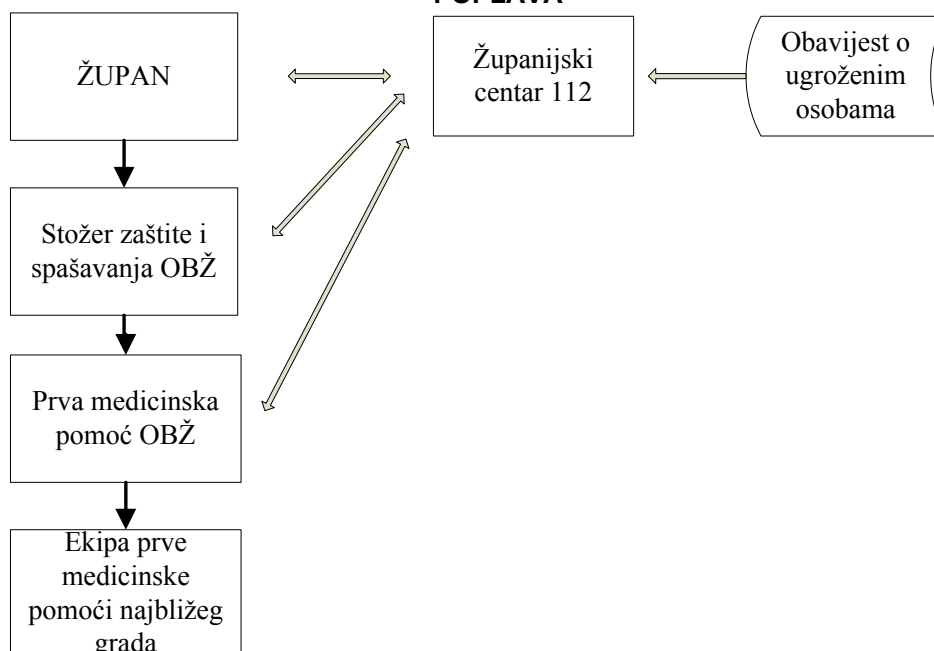 ŽUPAN
Županijski
centar 112
Obavijest o
ugroženim
osobama
Stožer zaštite i
spašavanja OBŽ
Prva medicinska
pomoć OBŽ
Ekipa prve
medicinske
pomoći najbližeg
grada